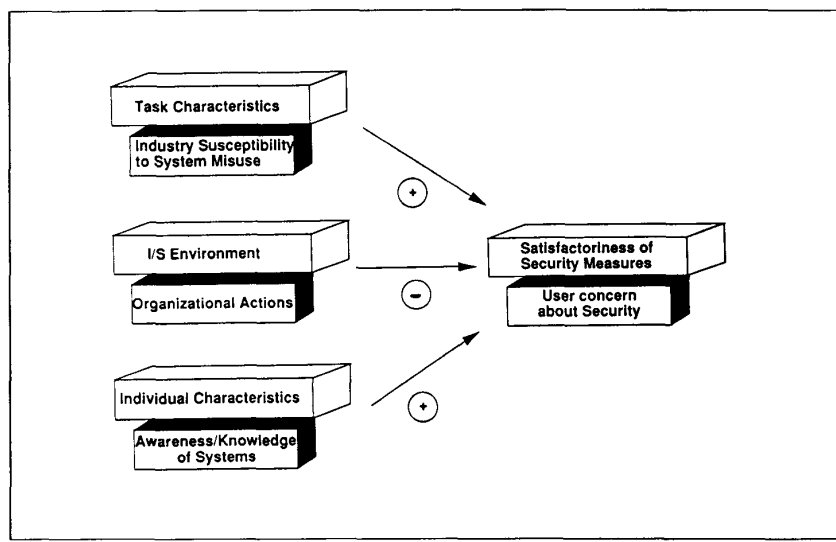 Task Characteristics
Industry Susceptibility
to System Misuse
+
I/S Environment
Organizational Actions
-
Satisfactoriness of
Security Measures
User concern
about Security
Individual Characteristics
Awareness/Knowledge
of Systems
+